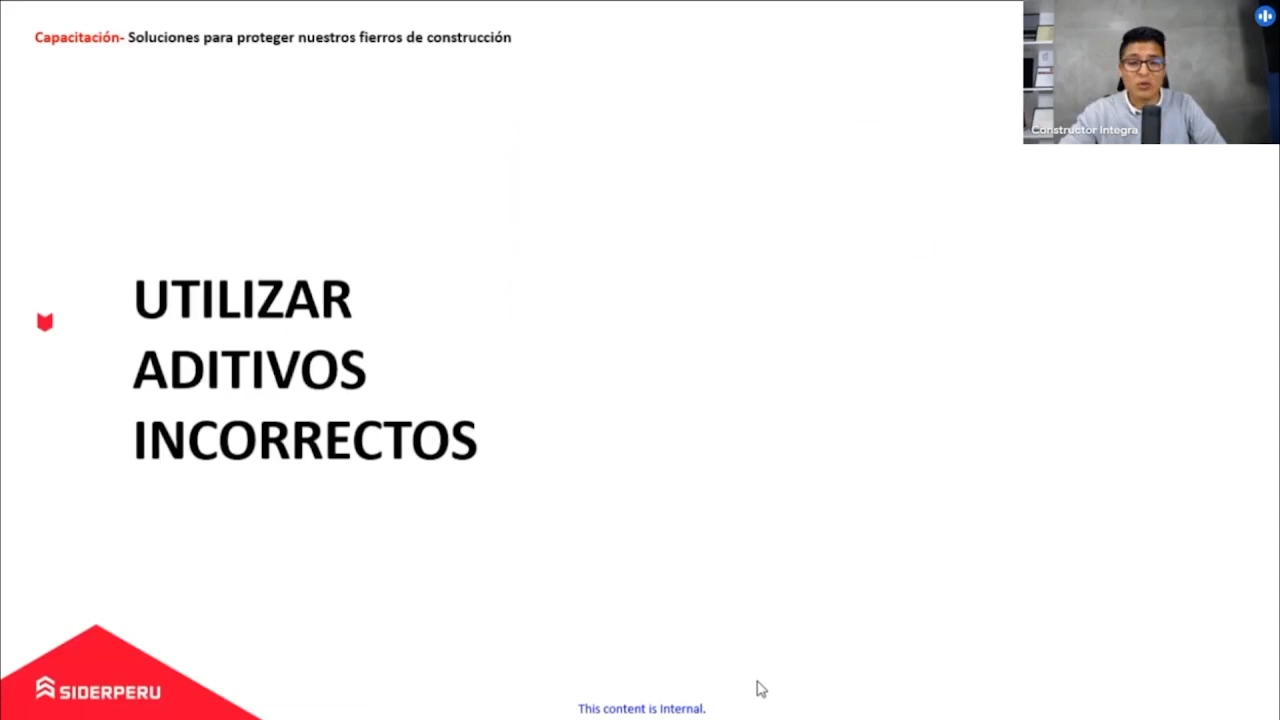 Capacitación- Soluciones para proteger nuestros fierros de construcción
Constructor Integra
UTILIZAR
ADITIVOS
INCORRECTOS
SIDERPERU
This content is Internal.